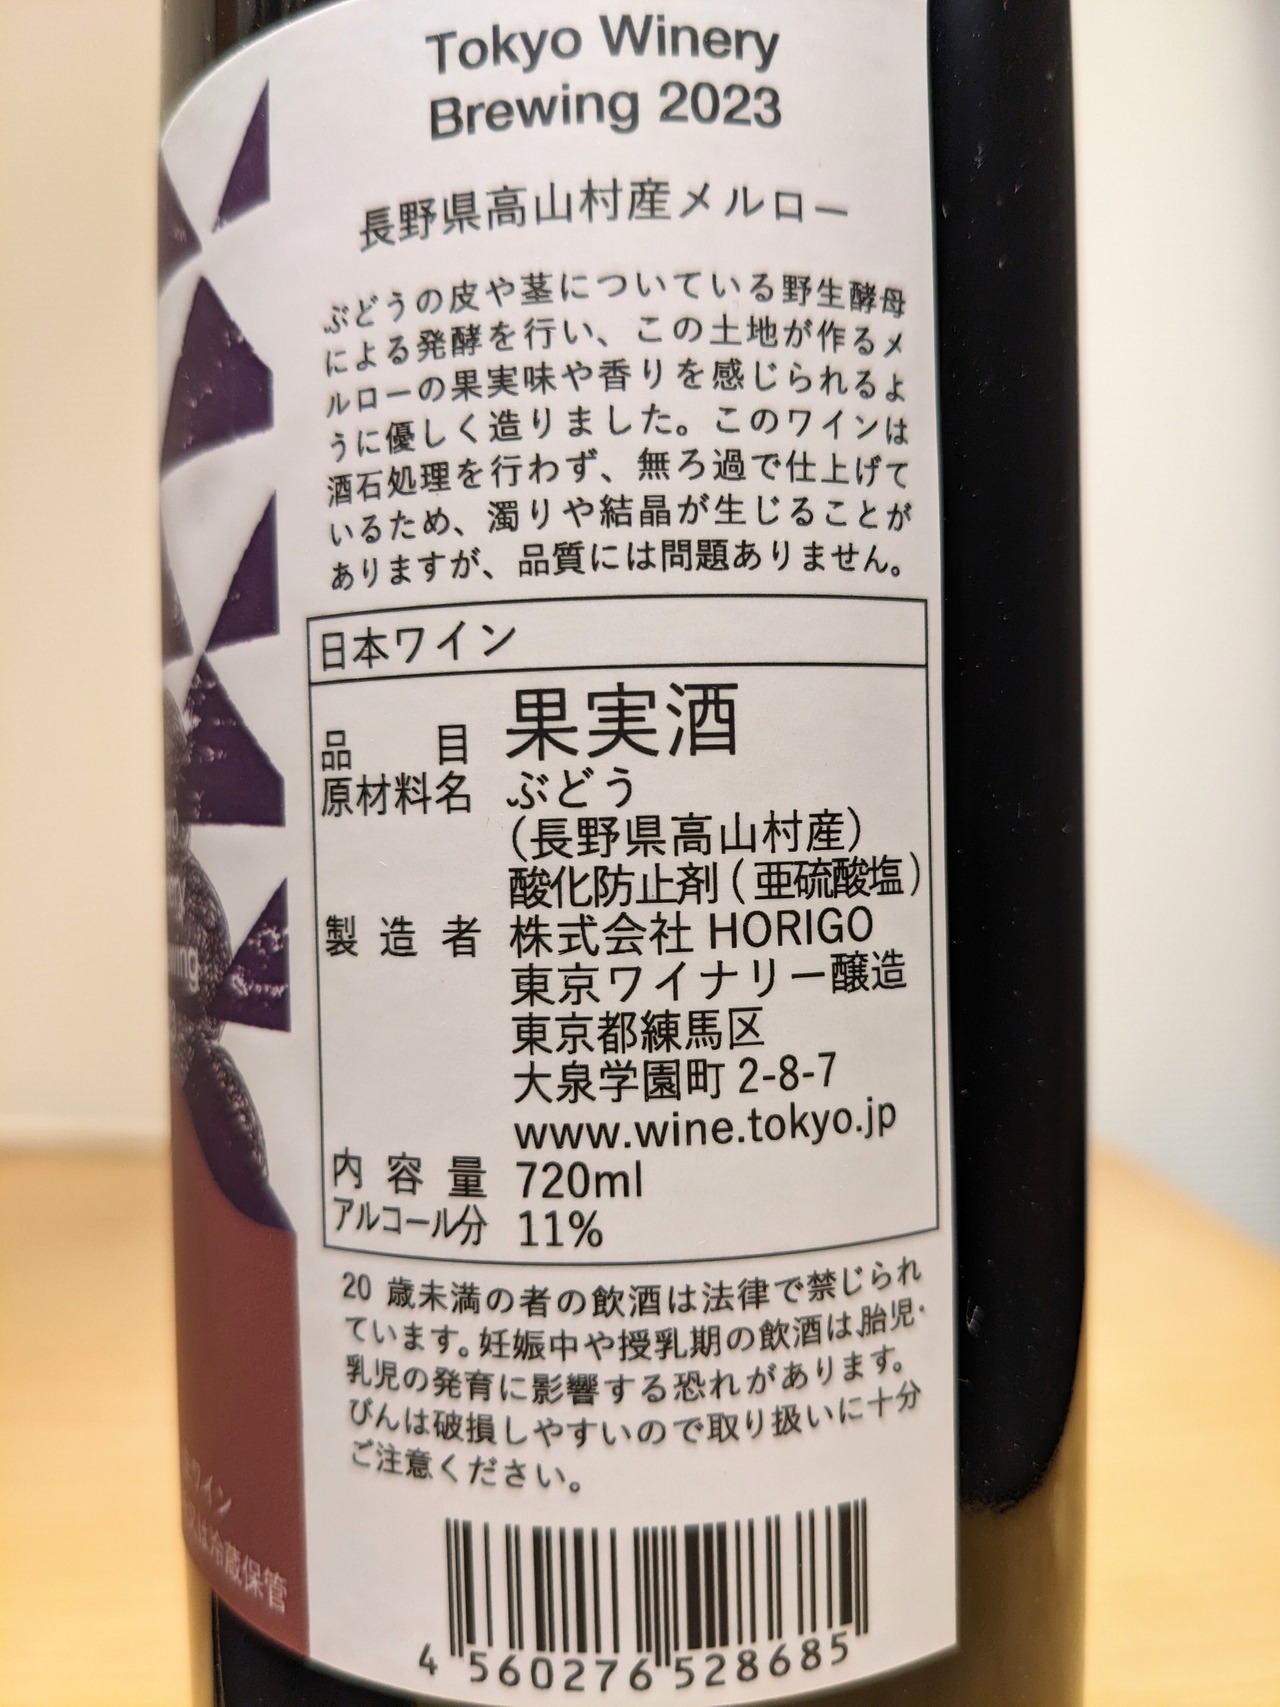 Tokyo Winery
Brewing 2023
長野県高山村産メルロー
ぶどうの皮や茎についている野生酵母
による発酵を行い、この土地が作るメ
ルローの果実味や香りを感じられるよ
うに優しく造りました。このワインは
酒石処理を行わず、無ろ過で仕上げて
いるため、濁りや結晶が生じることが
ありますが、品質には問題ありません。
日本ワイン
品目 果実酒
原材料名 ぶどう
(長野県高山村産)
酸化防止剤(亜硫酸塩)
製造者 株式会社 HORIGO
東京ワイナリー醸造
東京都練馬区
大泉学園町 2-8-7
www.wine.tokyo.jp
内容量 720ml
アルコール分 11%
20 歳未満の者の飲酒は法律で禁じられ
ています。妊娠中や授乳期の飲酒は、胎児・
乳児の発育に影響する恐れがあります。
びんは破損しやすいので取り扱いに十分
ご注意ください。
4 560276 528685
ワイン
は冷蔵保管